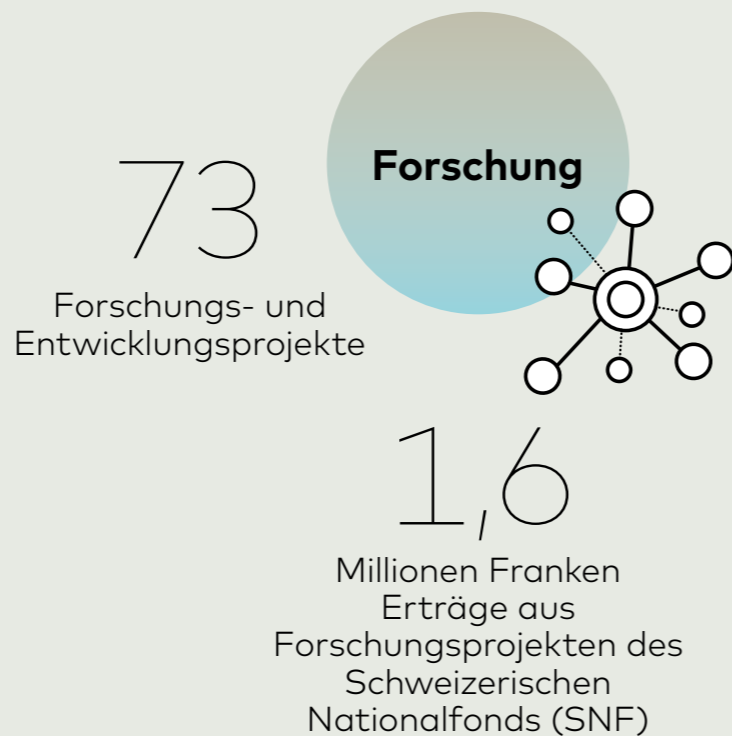 Forschung
73
Forschungs- und
Entwicklungsprojekte
1,6
Millionen Franken
Erträge aus
Forschungsprojekten des
Schweizerischen
Nationalfonds (SNF)